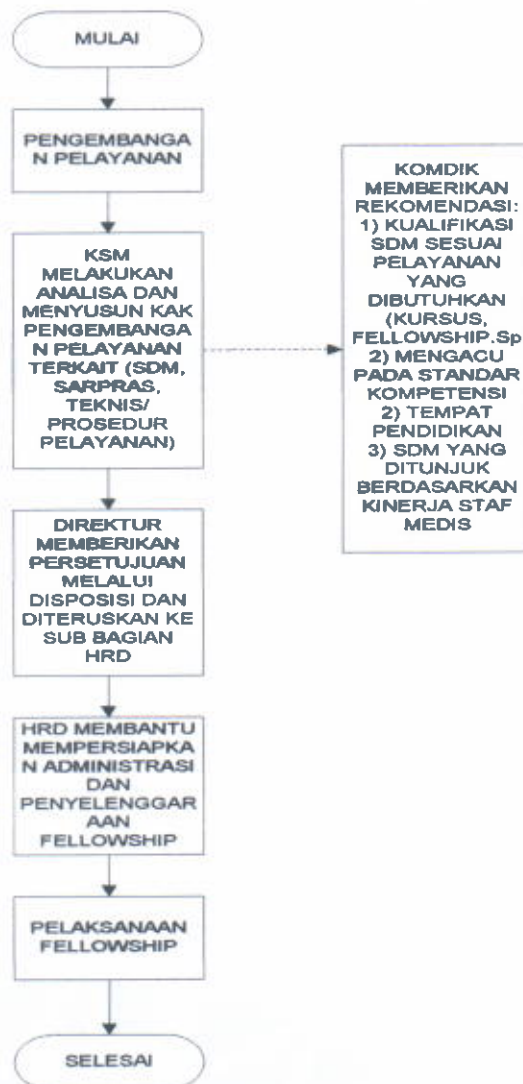 MULAI
PENGEMBANGA
N PELAYANAN
KSM
MELAKUKAN
ANALISA DAN
MENYUSUN KAK
PENGEMBANGA
N PELAYANAN
TERKAIT (SDM,
SARPRAS,
TEKNIS/
PROSEDUR
PELAYANAN)
KOMDIK
MEMBERIKAN
REKOMENDASI:
1) KUALIFIKASI
SDM SESUAI
PELAYANAN
YANG
DIBUTUHKAN
(KURSUS,
FELLOWSHIP.Sp
2) MENGACU
PADA STANDAR
KOMPETENSI
2) TEMPAT
PENDIDIKAN
3) SDM YANG
DITUNJUK
BERDASARKAN
KINERJA STAF
MEDIS
DIREKTUR
MEMBERIKAN
PERSETUJUAN
MELALUI
DISPOSISI DAN
DITERUSKAN KE
SUB BAGIAN
HRD
HRD MEMBANTU
MEMPERSIAPKA
N ADMINISTRASI
DAN
PENYELENGGAR
AAN
FELLOWSHIP
PELAKSANAAN
FELLOWSHIP
SELESAI